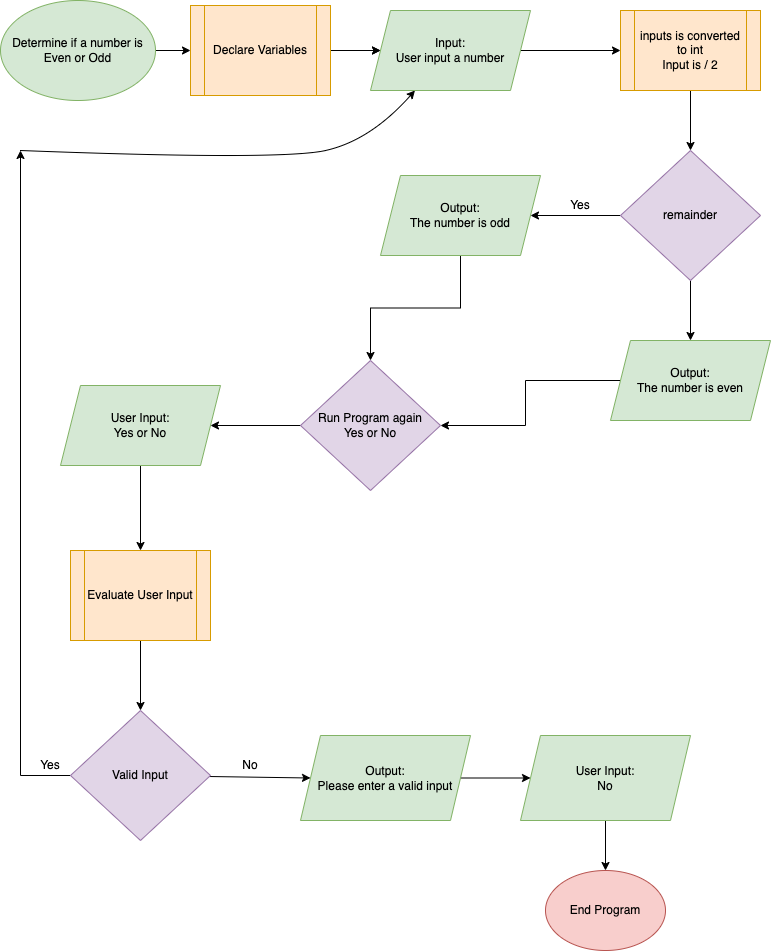 Determine if a number is
Even or Odd
Declare Variables
Input:
User input a number
inputs is converted
to int
Input is / 2
remainder
Yes
Output:
The number is odd
Output:
The number is even
Run Program again
Yes or No
User Input:
Yes or No
Evaluate User Input
Valid Input
Yes
No
Output:
Please enter a valid input
User Input:
No
End Program